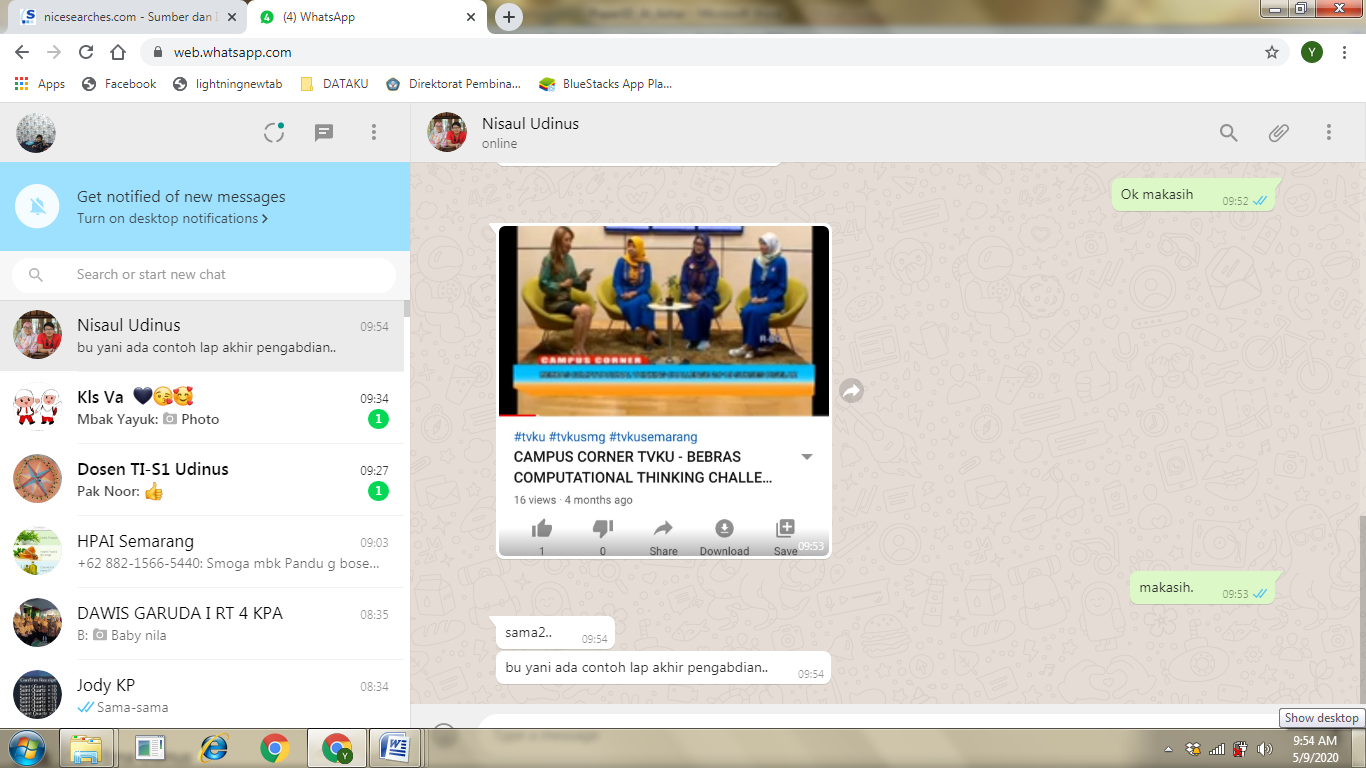 nicesearches.com - Sumber dan I
(4) WhatsApp
web.whatsapp.com
Y
Apps
Facebook
lightningnewtab
DATAKU
Direktorat Pembina...
BlueStacks App Pla...
Get notified of new messages
Turn on desktop notifications >
Search or start new chat
Nisaul Udinus
09:54
bu yani ada contoh lap akhir pengabdian..
Kls Va 🖤😘🥰
09:34
Mbak Yayuk: Photo
1
Dosen TI-S1 Udinus
09:27
Pak Noor: 👍
1
HPAI Semarang
09:03
+62 882-1566-5440: Smoga mbk Pandu g bose...
DAWIS GARUDA I RT 4 KPA
08:35
B: Baby nila
Jody KP
08:34
Sama-sama
Nisaul Udinus
online
Ok makasih
09:52
CAMPUS CORNER
#tvku #tvkusmg #tvkusemarang
CAMPUS CORNER TVKU - BEBRAS
COMPUTATIONAL THINKING CHALLE...
16 views · 4 months ago
1
0
Share
Download
Save
09:53
makasih.
09:53
sama2..
09:54
bu yani ada contoh lap akhir pengabdian..
09:54
Type a message
Show desktop
Y
9:54 AM
5/9/2020